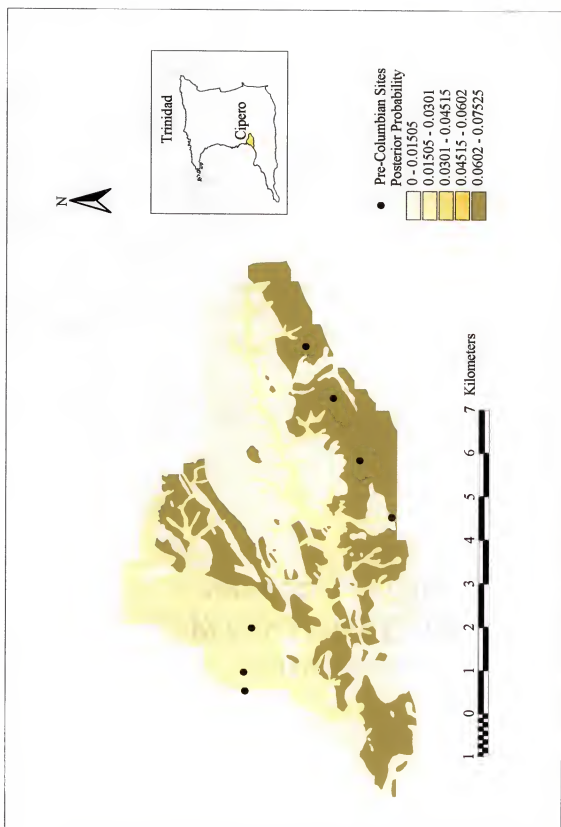 N
Trinidad
Cipero
Pre-Columbian Sites
Posterior Probability
0 - 0.01505
0.01505 - 0.0301
0.0301 - 0.04515
0.04515 - 0.0602
0.0602 - 0.07525
1 0 1 2 3 4 5 6 7 Kilometers